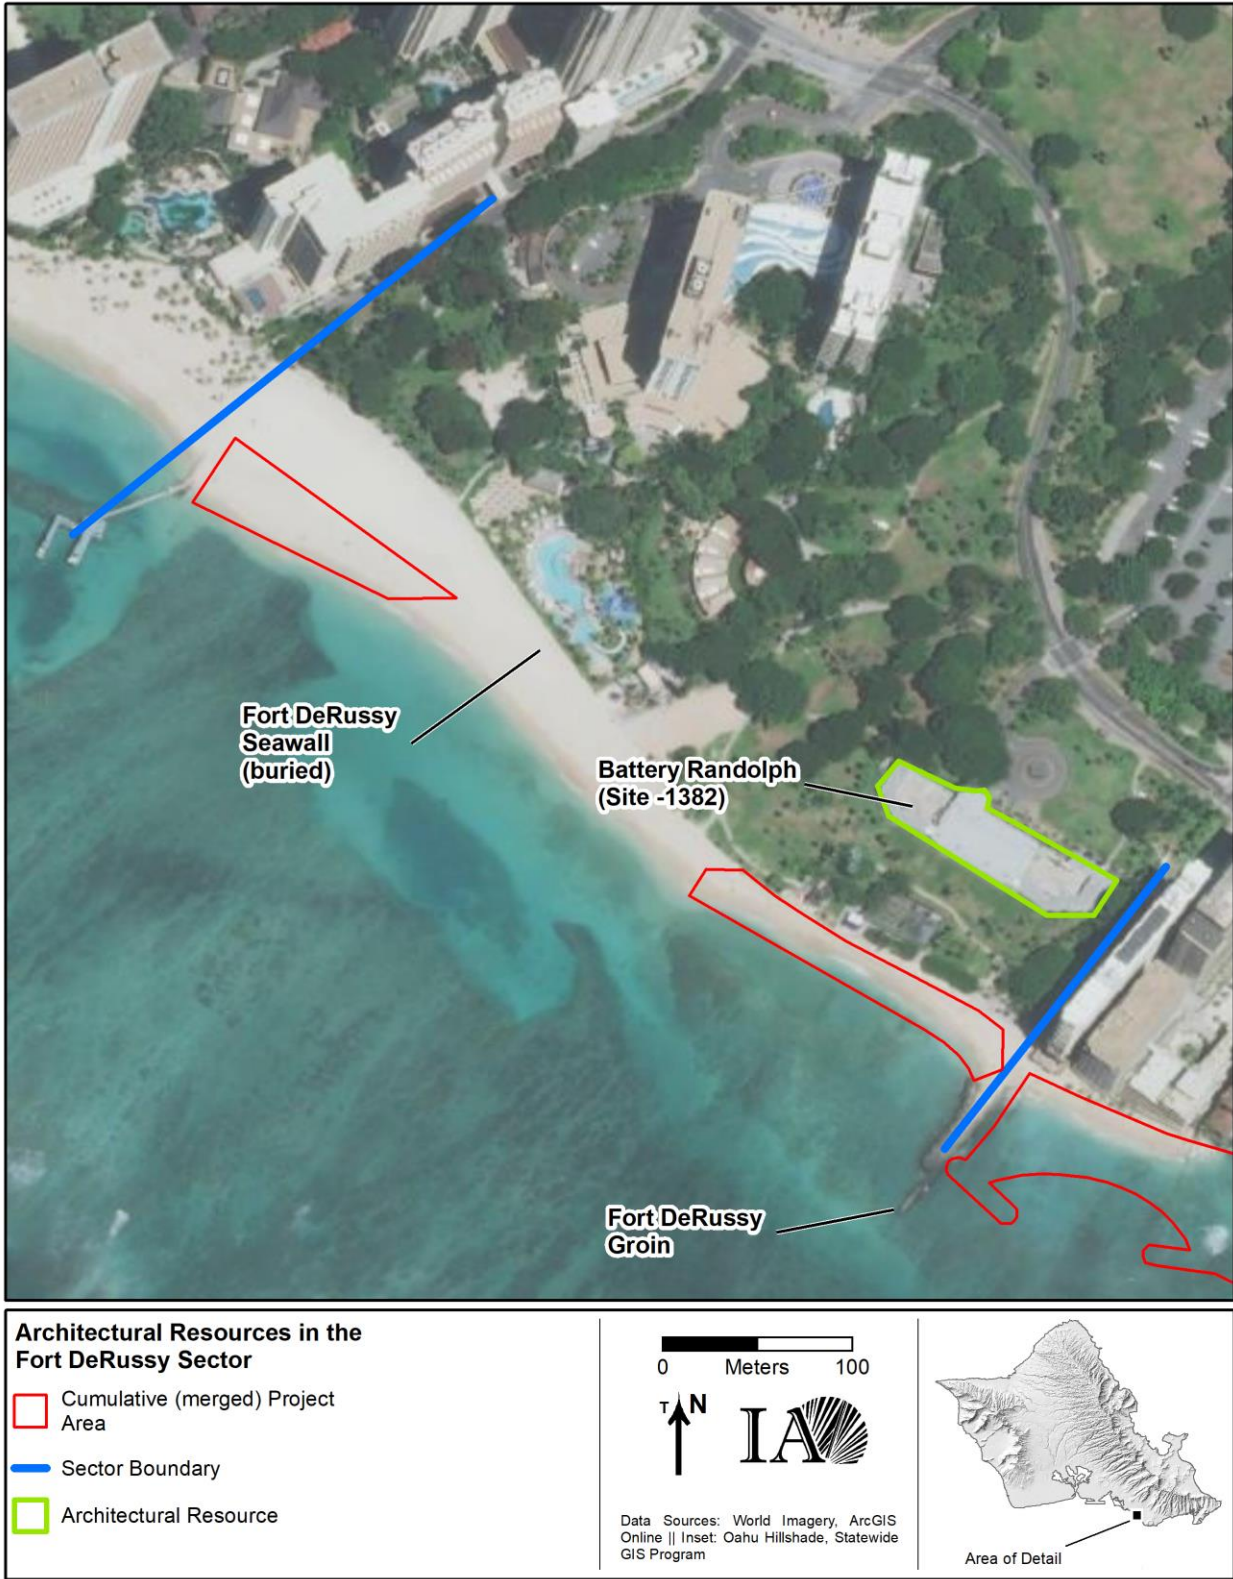 Fort DeRussy
Seawall
(buried)
Battery Randolph
(Site -1382)
Fort DeRussy
Groin
Architectural Resources in the
Fort DeRussy Sector
Cumulative (merged) Project
Area
Sector Boundary
Architectural Resource
0 Meters 100
T N
IA
Data Sources: World Imagery, ArcGIS
Online || Inset: Oahu Hillshade, Statewide
GIS Program
Area of Detail